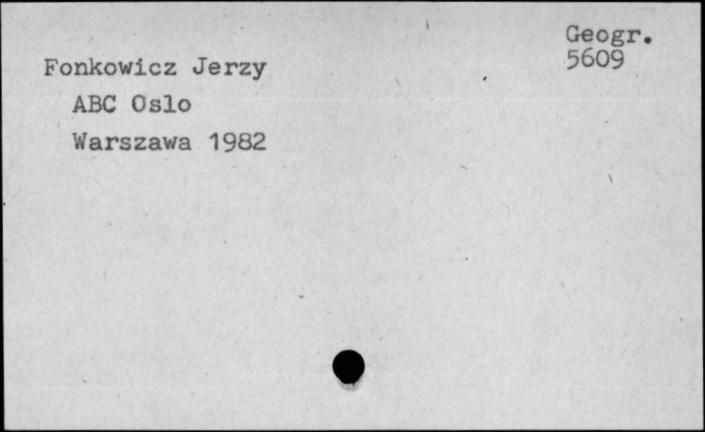 Geogr.
5609
Fonkowicz Jerzy
ABC Oslo
Warszawa 1982